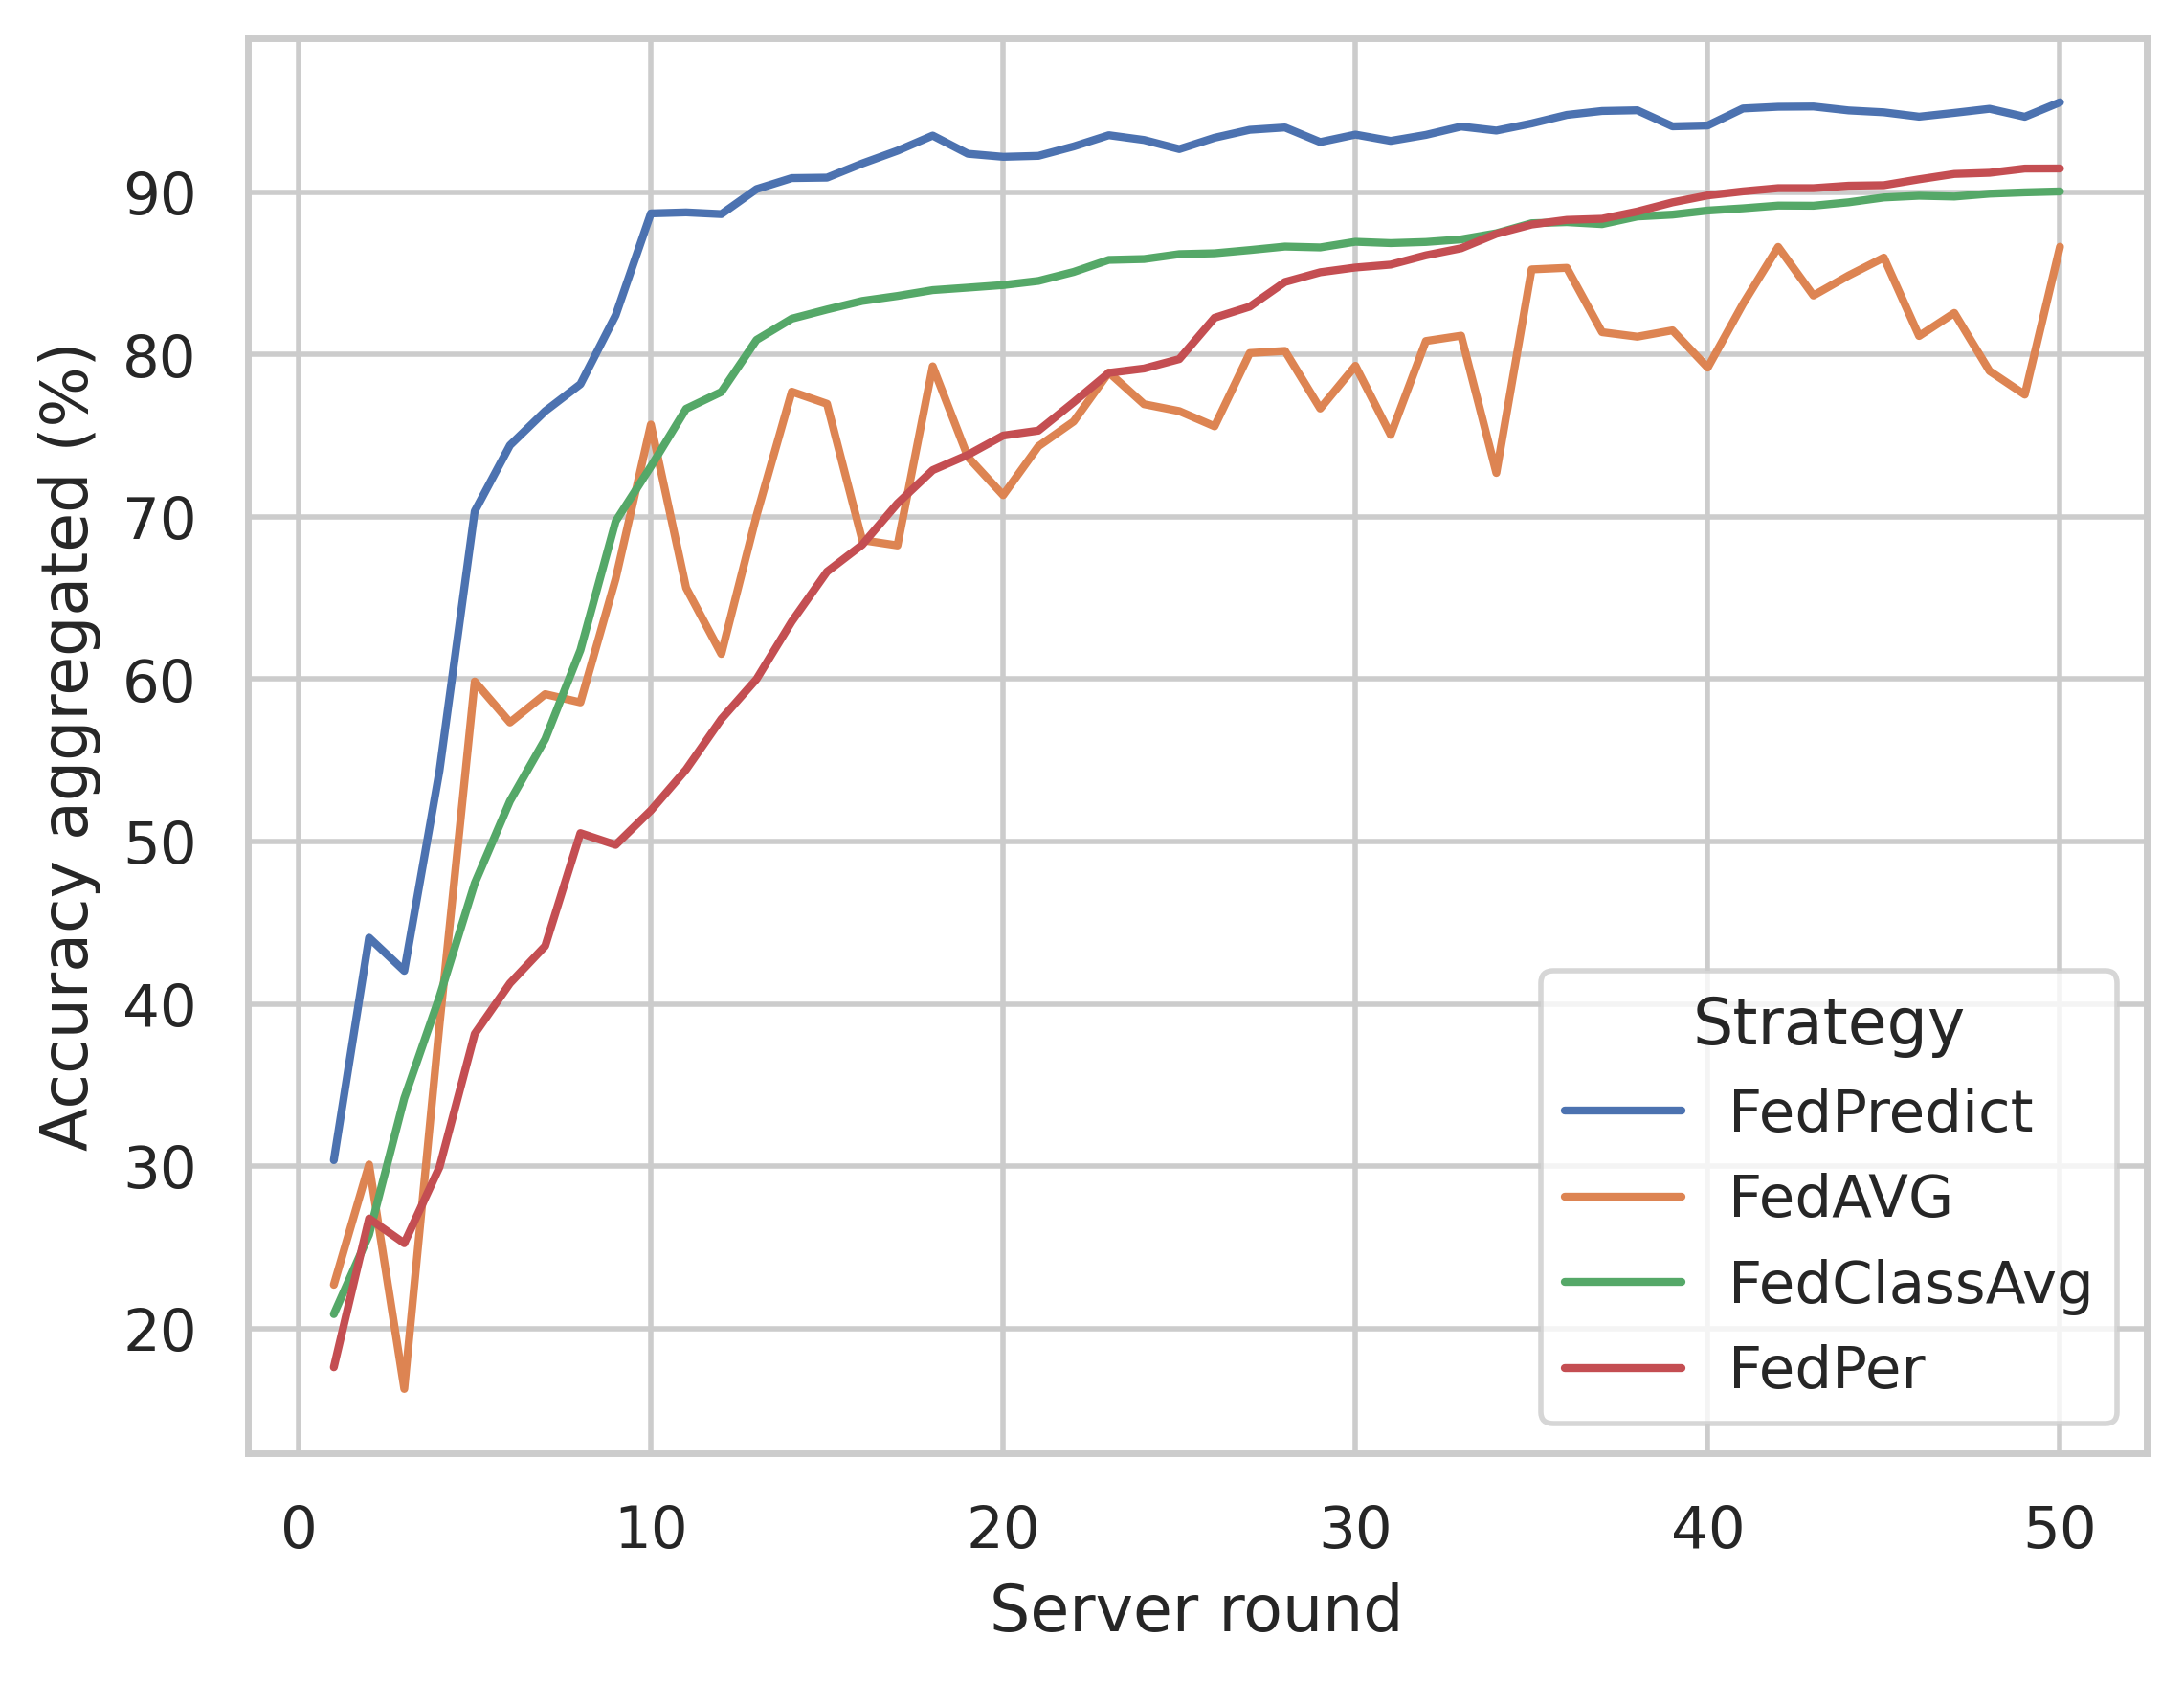 Accuracy aggregated (%)
90
80
70
60
50
40
30
20
0 10 20 30 40 50
Server round
Strategy
FedPredict
FedAVG
FedClassAvg
FedPer